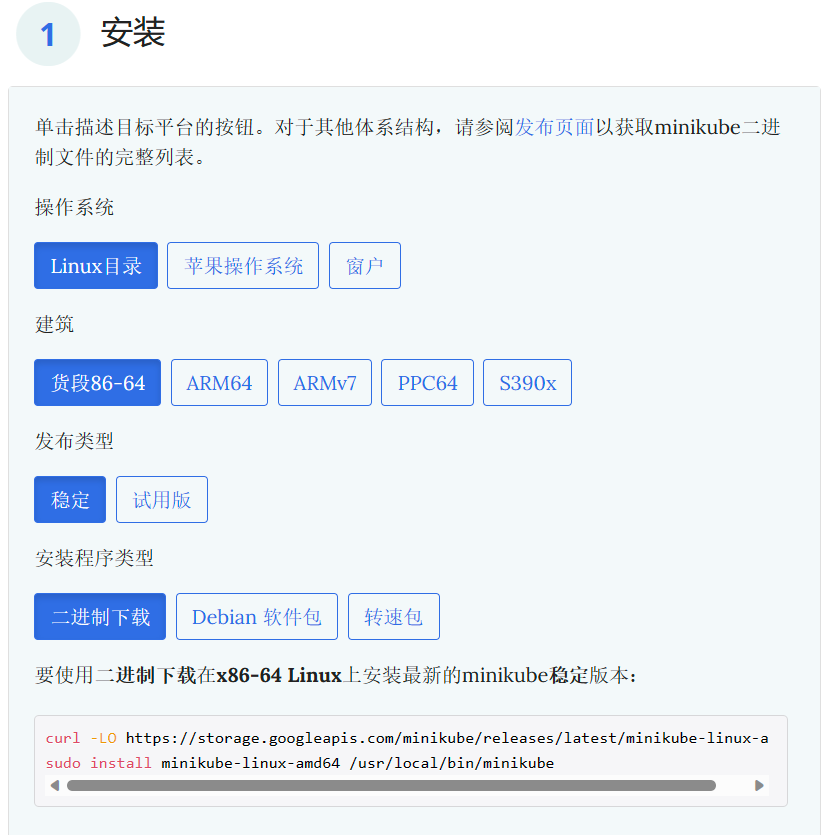 1 安装
单击描述目标平台的按钮。对于其他体系结构，请参阅发布页面以获取minikube二进
制文件的完整列表。
操作系统
Linux目录 苹果操作系统 窗户
建筑
货段86-64 ARM64 ARMv7 PPC64 S390x
发布类型
稳定 试用版
安装程序类型
二进制下载 Debian 软件包 转速包
要使用二进制下载在x86-64 Linux上安装最新的minikube稳定版本：
curl -LO https://storage.googleapis.com/minikube/releases/latest/minikube-linux-a
sudo install minikube-linux-amd64 /usr/local/bin/minikube